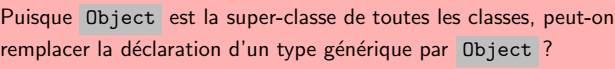 Puisque Object est la super-classe de toutes les classes, peut-on
remplacer la déclaration d'un type générique par Object ?